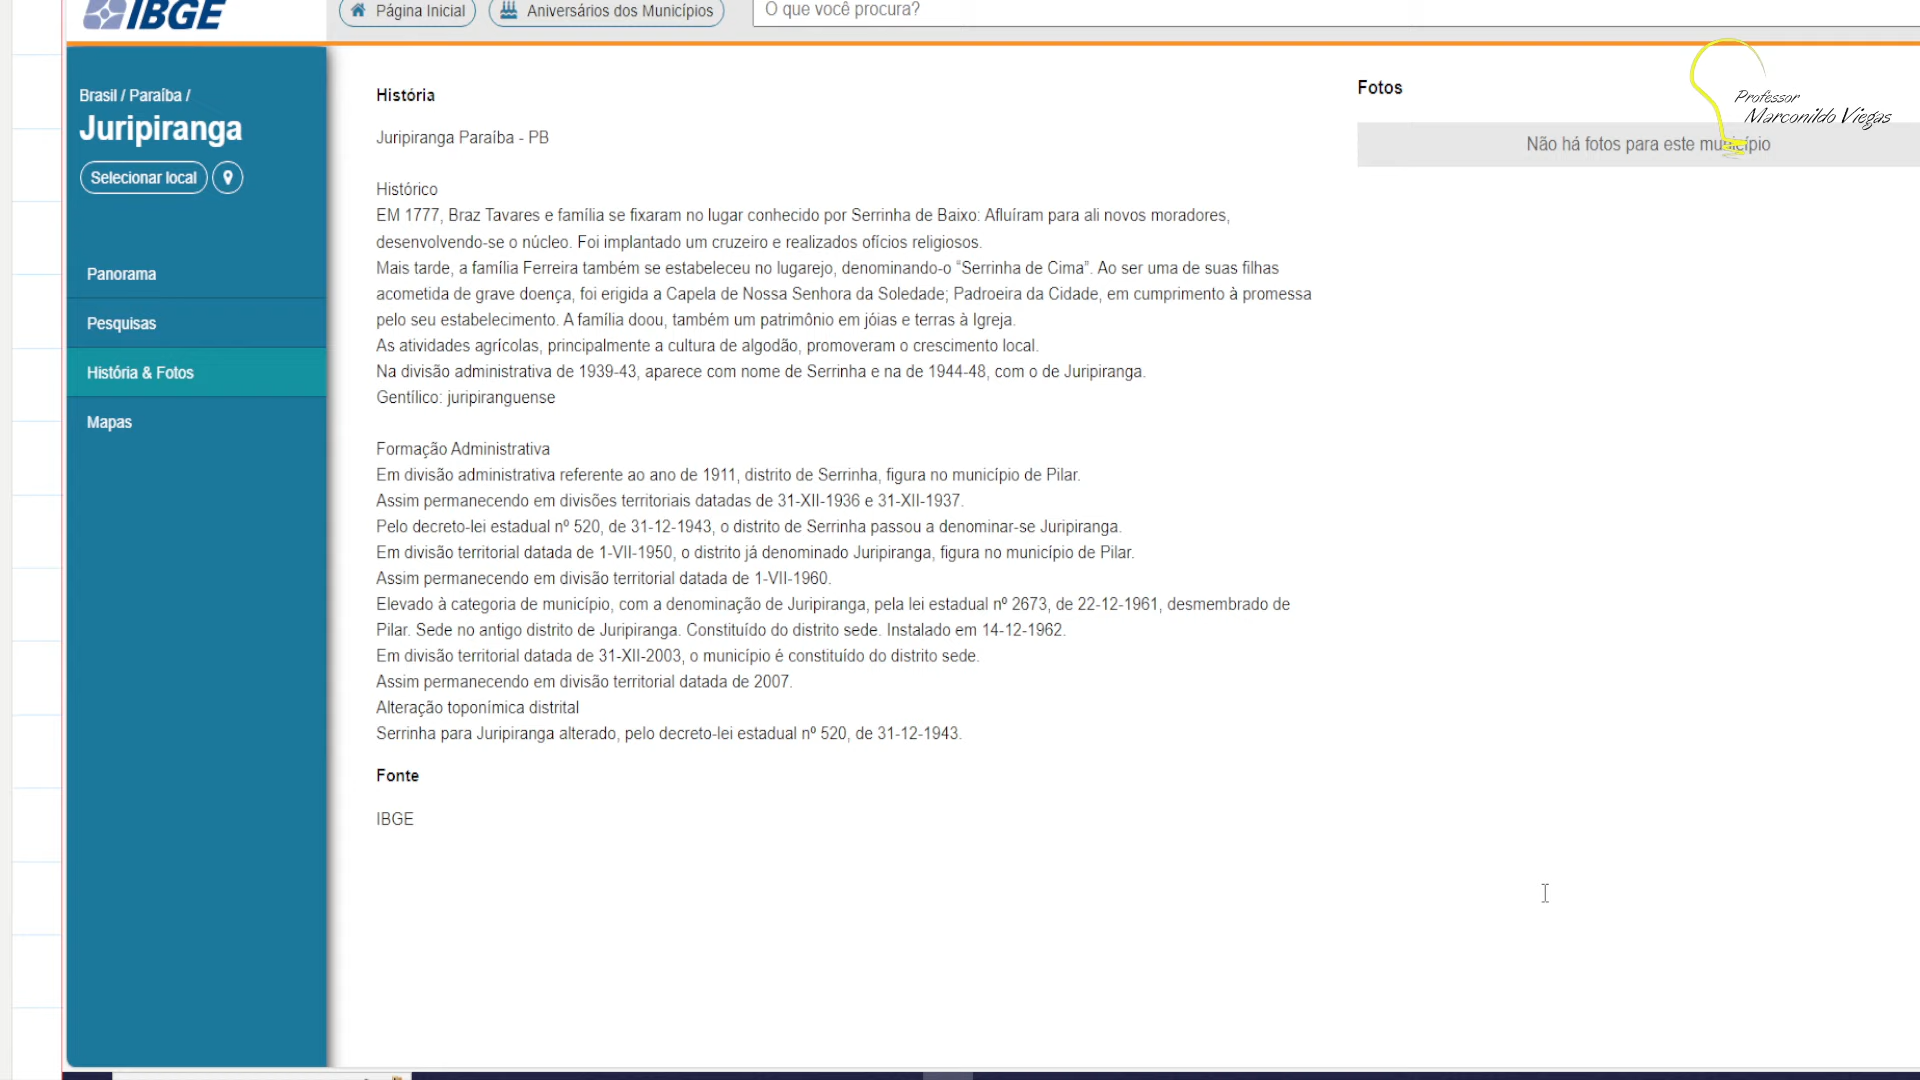 IBGE
Página Inicial
Aniversários dos Municípios
O que você procura?
Brasil / Paraíba /
Juripiranga
Selecionar local
Panorama
Pesquisas
História & Fotos
Mapas
História
Juripiranga Paraíba - PB
Histórico
EM 1777, Braz Tavares e família se fixaram no lugar conhecido por Serrinha de Baixo: Afluíram para ali novos moradores,
desenvolvendo-se o núcleo. Foi implantado um cruzeiro e realizados ofícios religiosos.
Mais tarde, a família Ferreira também se estabeleceu no lugarejo, denominando-o “Serrinha de Cima”. Ao ser uma de suas filhas
acometida de grave doença, foi erigida a Capela de Nossa Senhora da Soledade; Padroeira da Cidade, em cumprimento à promessa
pelo seu estabelecimento. A família doou, também um patrimônio em jóias e terras à Igreja.
As atividades agrícolas, principalmente a cultura de algodão, promoveram o crescimento local.
Na divisão administrativa de 1939-43, aparece com nome de Serrinha e na de 1944-48, com o de Juripiranga.
Gentílico: juripiranguense
Formação Administrativa
Em divisão administrativa referente ao ano de 1911, distrito de Serrinha, figura no município de Pilar.
Assim permanecendo em divisões territoriais datadas de 31-XII-1936 e 31-XII-1937.
Pelo decreto-lei estadual nº 520, de 31-12-1943, o distrito de Serrinha passou a denominar-se Juripiranga.
Em divisão territorial datada de 1-VII-1950, o distrito já denominado Juripiranga, figura no município de Pilar.
Assim permanecendo em divisão territorial datada de 1-VII-1960.
Elevado à categoria de município, com a denominação de Juripiranga, pela lei estadual nº 2673, de 22-12-1961, desmembrado de
Pilar. Sede no antigo distrito de Juripiranga. Constituído do distrito sede. Instalado em 14-12-1962.
Em divisão territorial datada de 31-XII-2003, o município é constituído do distrito sede.
Assim permanecendo em divisão territorial datada de 2007.
Alteração toponímica distrital
Serrinha para Juripiranga alterado, pelo decreto-lei estadual nº 520, de 31-12-1943.
Fonte
IBGE
Fotos
Não há fotos para este município
Professor
Marconildo Viegas